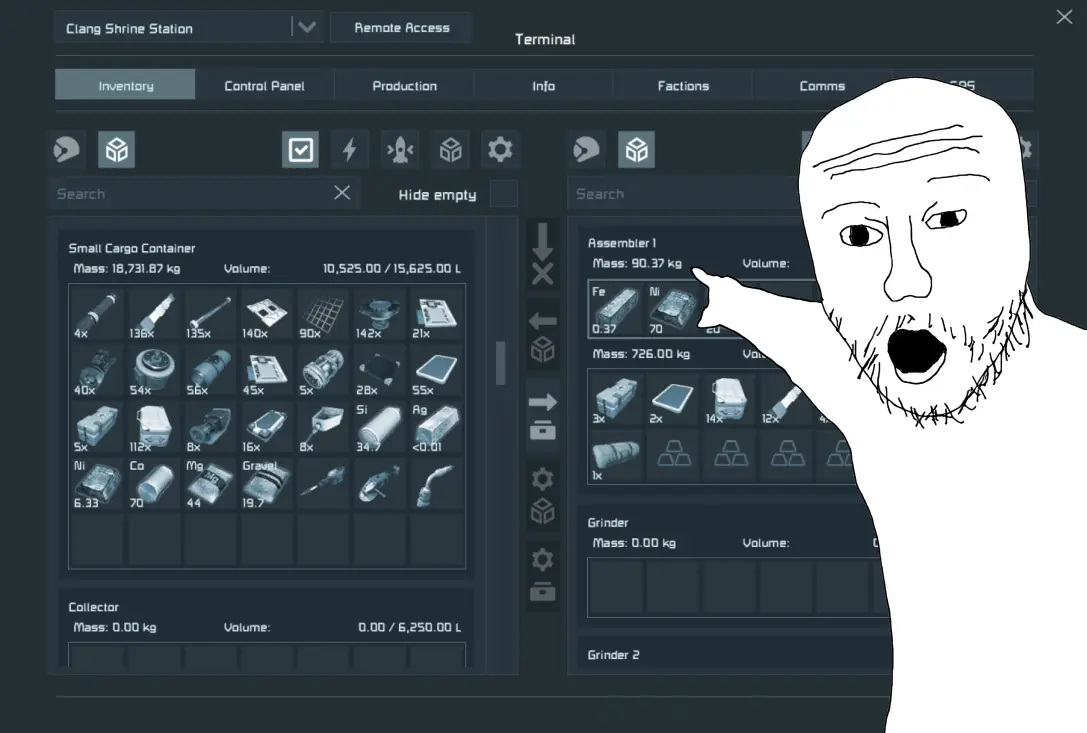 Clang Shrine Station
Remote Access
Terminal
Inventory
Control Panel
Production
Info
Factions
Comms
Search
Hide empty
Search
Small Cargo Container
Mass: 18,731.87 kg Volume: 10,525.00 / 15,625.00 L
4x 136x 135x 140x 90x 142x 21x
40x 54x 56x 45x 5x 28x 55x
Si Ag
5x 112x 8x 16x 8x 34.7 <0.01
Ni Co Mg Gravel
6.33 70 44 19.7
Collector
Mass: 0.00 kg Volume: 0.00 / 6,250.00 L
Assembler 1
Mass: 90.37 kg Volume:
Fe Ni
0.37 70 20
Mass: 726.00 kg
3x 2x 14x 12x
1x
Grinder
Mass: 0.00 kg Volume:
Grinder 2